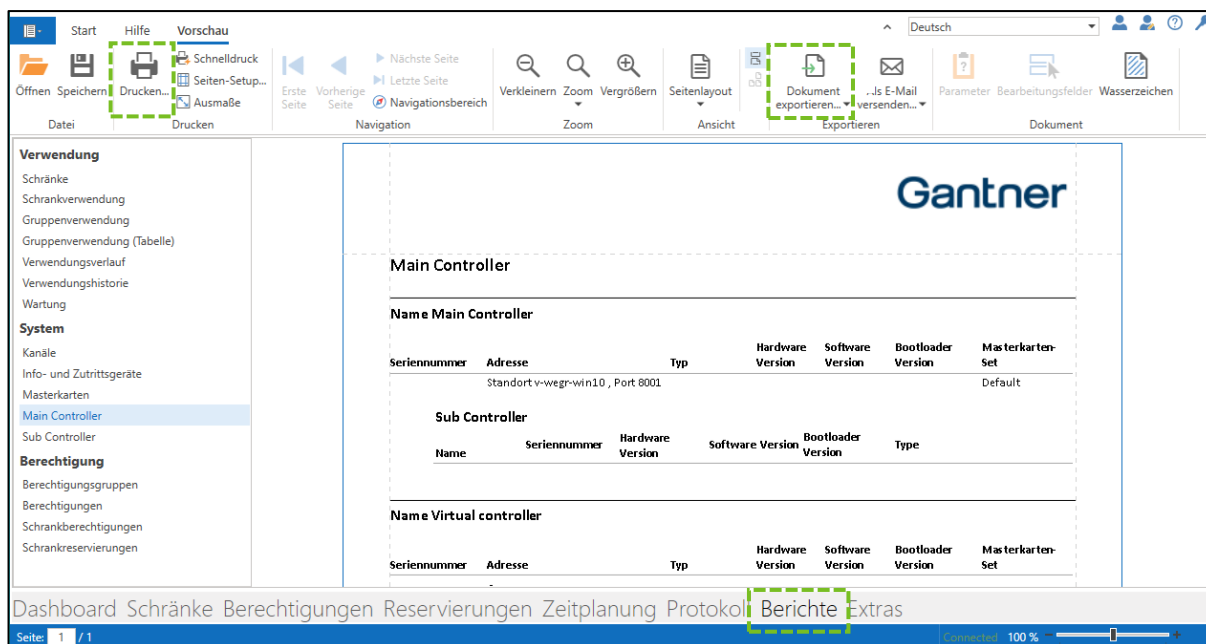 Start Hilfe Vorschau Deutsch
Öffnen Speichern Drucken... Schnelldruck
Seiten-Setup...
Ausmaße
Erste Seite Vorherige Seite Nächste Seite
Letzte Seite
Navigationsbereich
Verkleinern Zoom Vergrößern Seitenlayout Dokument exportieren... ls E-Mail versenden... Parameter Bearbeitungsfelder Wasserzeichen
Datei Drucken Navigation Zoom Ansicht Exportieren Dokument
Verwendung
Schränke
Schrankverwendung
Gruppenverwendung
Gruppenverwendung (Tabelle)
Verwendungsverlauf
Verwendungshistorie
Wartung
System
Kanäle
Info- und Zutrittsgeräte
Masterkarten
Main Controller
Sub Controller
Berechtigung
Berechtigungsgruppen
Berechtigungen
Schrankberechtigungen
Schrankreservierungen
Gantner
Main Controller
Name Main Controller
Hardware Software Bootloader Masterkarten-
Seriennummer Adresse Typ Version Version Version Set
Standort v-wegr-win10 , Port 8001 Default
Sub Controller
Name Seriennummer Hardware Version Software Version Bootloader Version Type
Name Virtual controller
Hardware Software Bootloader Masterkarten-
Seriennummer Adresse Typ Version Version Version Set
Dashboard Schränke Berechtigungen Reservierungen Zeitplanung Protokol Berichte Extras
Seite: 1 / 1 Connected 100 %